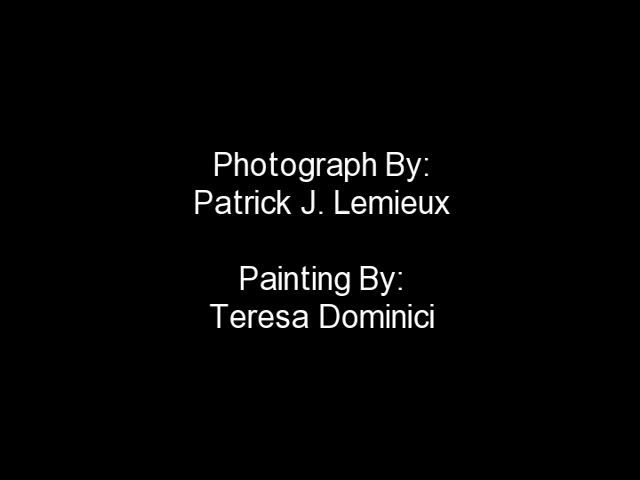 Photograph By:
Patrick J. Lemieux
Painting By:
Teresa Dominici